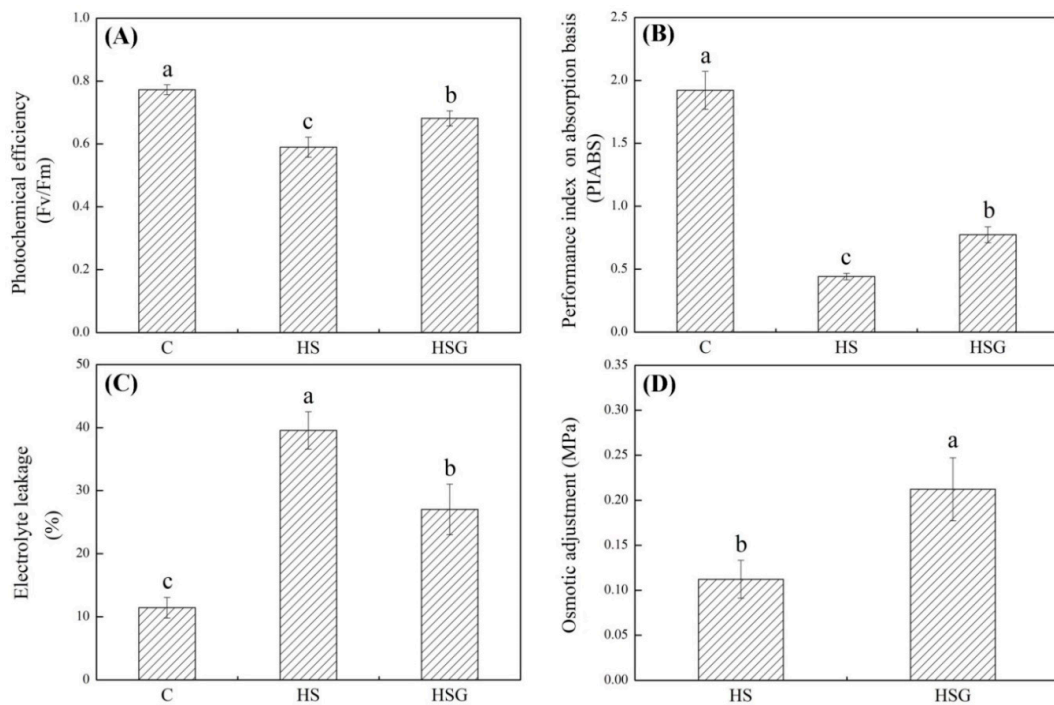 (A)
Photochemical efficiency
(Fv/Fm)
1.0
0.8
0.6
0.4
0.2
0.0
a
c
b
C HS HSG
(B)
Performance index on absorption basis
(PIABS)
2.5
2.0
1.5
1.0
0.5
0.0
a
c
b
C HS HSG
(C)
Electrolyte leakage
(%)
50
40
30
20
10
0
c
a
b
C HS HSG
(D)
Osmotic adjustment (MPa)
0.35
0.30
0.25
0.20
0.15
0.10
0.05
0.00
b
a
HS HSG